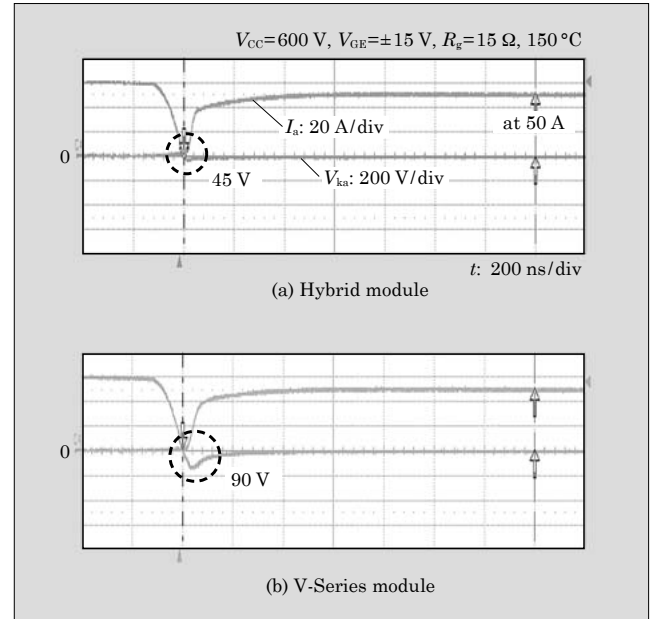 V_CC=600 V, V_GE=±15 V, R_g=15 Ω, 150 °C
I_a: 20 A/div
at 50 A
0
45 V
V_ka: 200 V/div
t: 200 ns/div
(a) Hybrid module
0
90 V
(b) V-Series module